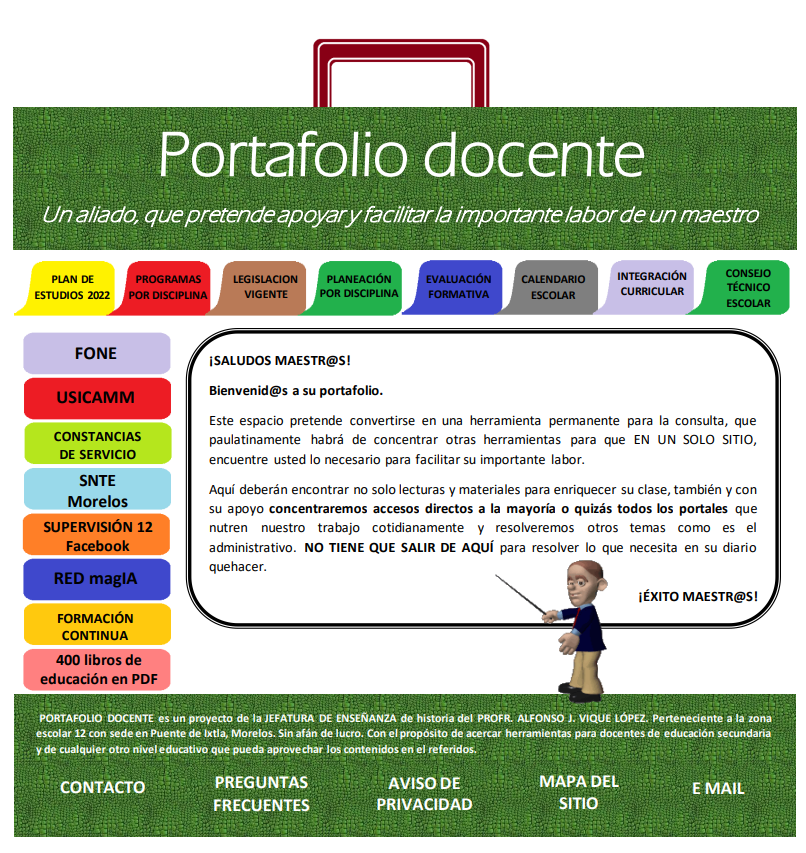 Portafolio docente
Un aliado, que pretende apoyar y facilitar la importante labor de un maestro
PLAN DE
ESTUDIOS 2022
PROGRAMAS
POR DISCIPLINA
LEGISLACION
VIGENTE
PLANEACIÓN
POR DISCIPLINA
EVALUACIÓN
FORMATIVA
CALENDARIO
ESCOLAR
INTEGRACIÓN
CURRICULAR
CONSEJO
TÉCNICO
ESCOLAR
FONE
USICAMM
CONSTANCIAS
DE SERVICIO
SNTE
Morelos
SUPERVISIÓN 12
Facebook
RED magIA
FORMACIÓN
CONTINUA
400 libros de
educación en PDF
¡SALUDOS MAESTR@S!
Bienvenid@s a su portafolio.
Este espacio pretende convertirse en una herramienta permanente para la consulta, que
paulatinamente habrá de concentrar otras herramientas para que EN UN SOLO SITIO,
encuentre usted lo necesario para facilitar su importante labor.
Aquí deberán encontrar no solo lecturas y materiales para enriquecer su clase, también y con
su apoyo concentraremos accesos directos a la mayoría o quizás todos los portales que
nutren nuestro trabajo cotidianamente y resolveremos otros temas como es el
administrativo. NO TIENE QUE SALIR DE AQUÍ para resolver lo que necesita en su diario
quehacer.
¡ÉXITO MAESTR@S!
PORTAFOLIO DOCENTE es un proyecto de la JEFATURA DE ENSEÑANZA de historia del PROFR. ALFONSO J. VIQUE LÓPEZ. Perteneciente a la zona
escolar 12 con sede en Puente de Ixtla, Morelos. Sin afán de lucro. Con el propósito de acercar herramientas para docentes de educación secundaria
y de cualquier otro nivel educativo que pueda aprovechar los contenidos en el referidos.
CONTACTO
PREGUNTAS
FRECUENTES
AVISO DE
PRIVACIDAD
MAPA DEL
SITIO
E MAIL